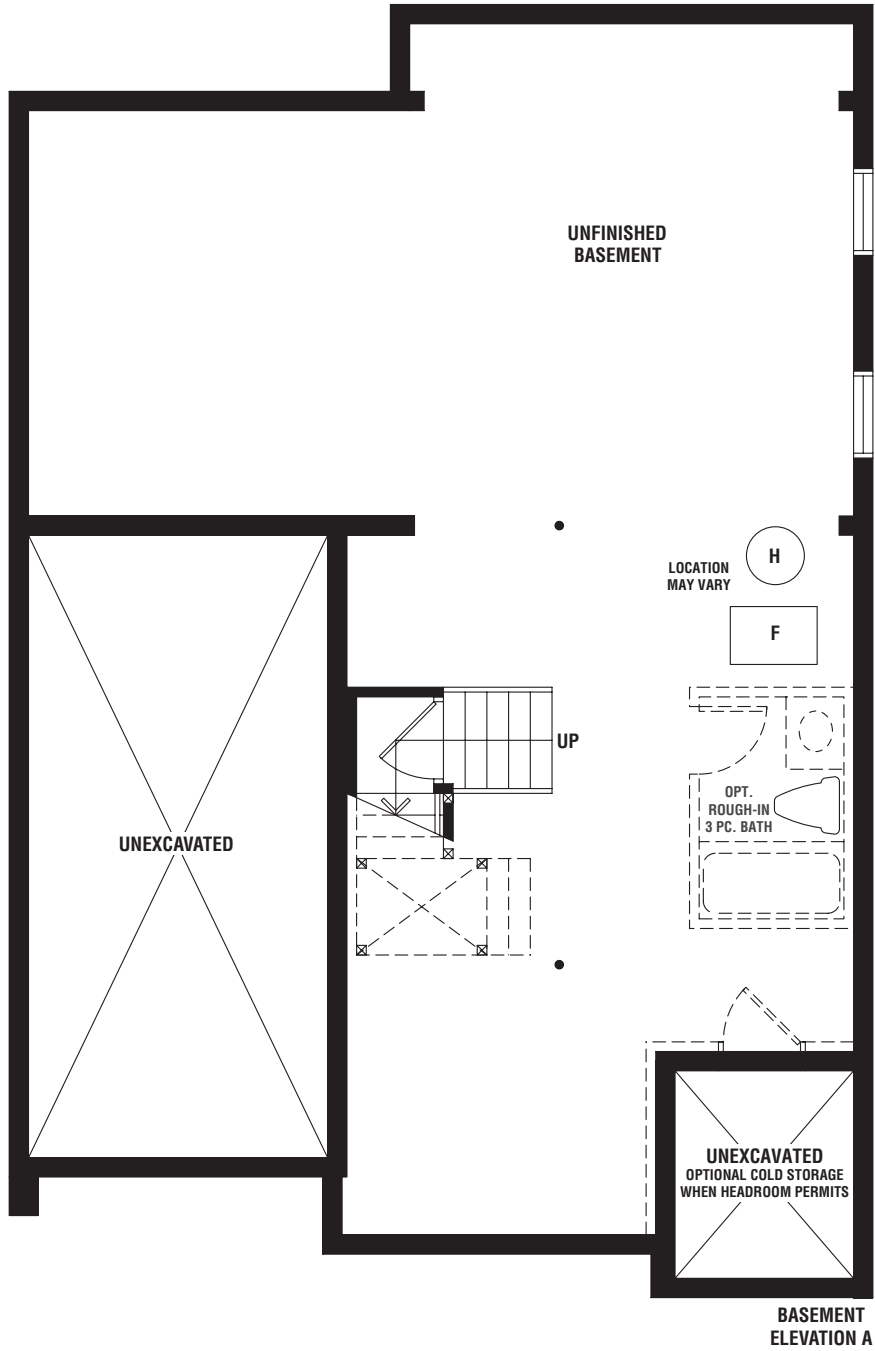 UNFINISHED
BASEMENT
H
LOCATION
MAY VARY
F
UP
OPT.
ROUGH-IN
3 PC. BATH
UNEXCAVATED
UNEXCAVATED
OPTIONAL COLD STORAGE
WHEN HEADROOM PERMITS
BASEMENT
ELEVATION A